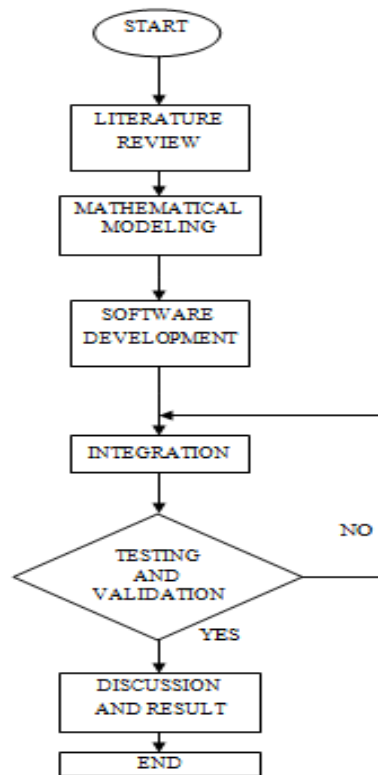 START
LITERATURE
REVIEW
MATHEMATICAL
MODELING
SOFTWARE
DEVELOPMENT
INTEGRATION
NO
TESTING
AND
VALIDATION
YES
DISCUSSION
AND RESULT
END